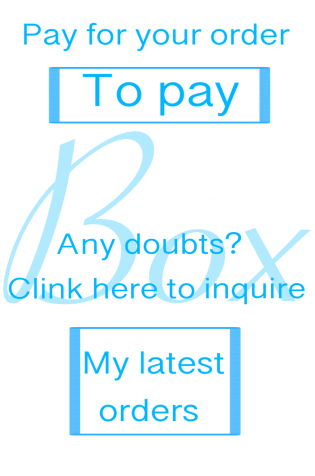 Pay for your order
To pay
Box
Any doubts?
Clink here to inquire
My latest
orders